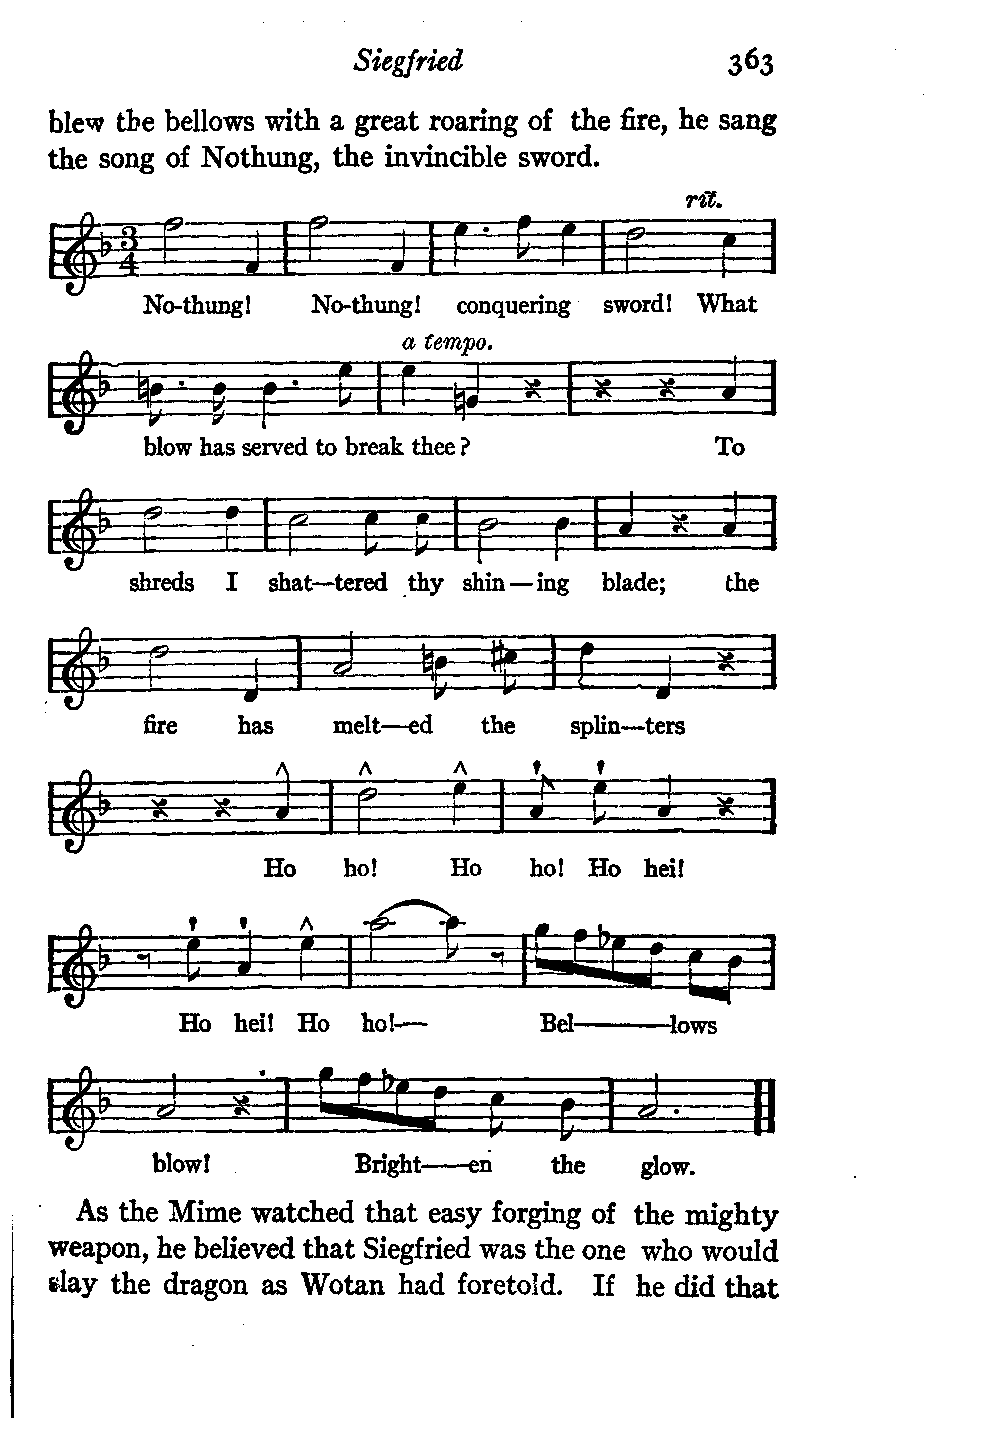 Siegfried 363
blew the bellows with a great roaring of the fire, he sang
the song of Nothung, the invincible sword.
rit.
3
4
No-thung! No-thung! conquering sword! What
a tempo.
blow has served to break thee? To
shreds I shat—tered thy shin—ing blade; the
fire has melt—ed the splin—ters
Ho ho! Ho ho! Ho hei!
Ho hei! Ho ho!—
Bel———lows
blow! Bright——en the glow.
As the Mime watched that easy forging of the mighty
weapon, he believed that Siegfried was the one who would
slay the dragon as Wotan had foretold. If he did that